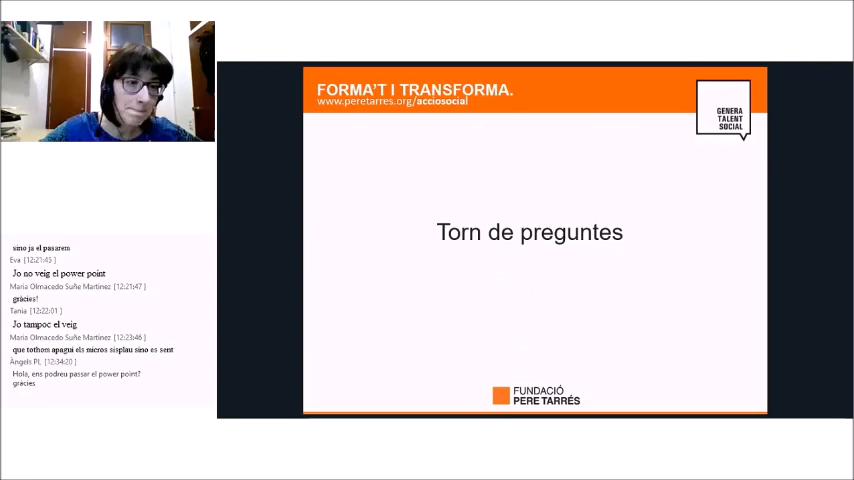 FORMA'T I TRANSFORMA.
www.peretarres.org/acciosocial
GENERA
TALENT
SOCIAL
Torn de preguntes
FUNDACIÓ
PERE TARRÉS
sino ja el pasarem
Eva [12:21:45 ]
Jo no veig el power point
Maria Olmacedo Suñe Martinez [12:21:47 ]
gràcies!
Tania [12:22:01 ]
Jo tampoc el veig
Maria Olmacedo Suñe Martinez [12:23:46 ]
que tothom apagui els micros sisplau sino es sent
Àngels PL [12:34:20 ]
Hola, ens podreu passar el power point?
gràcies